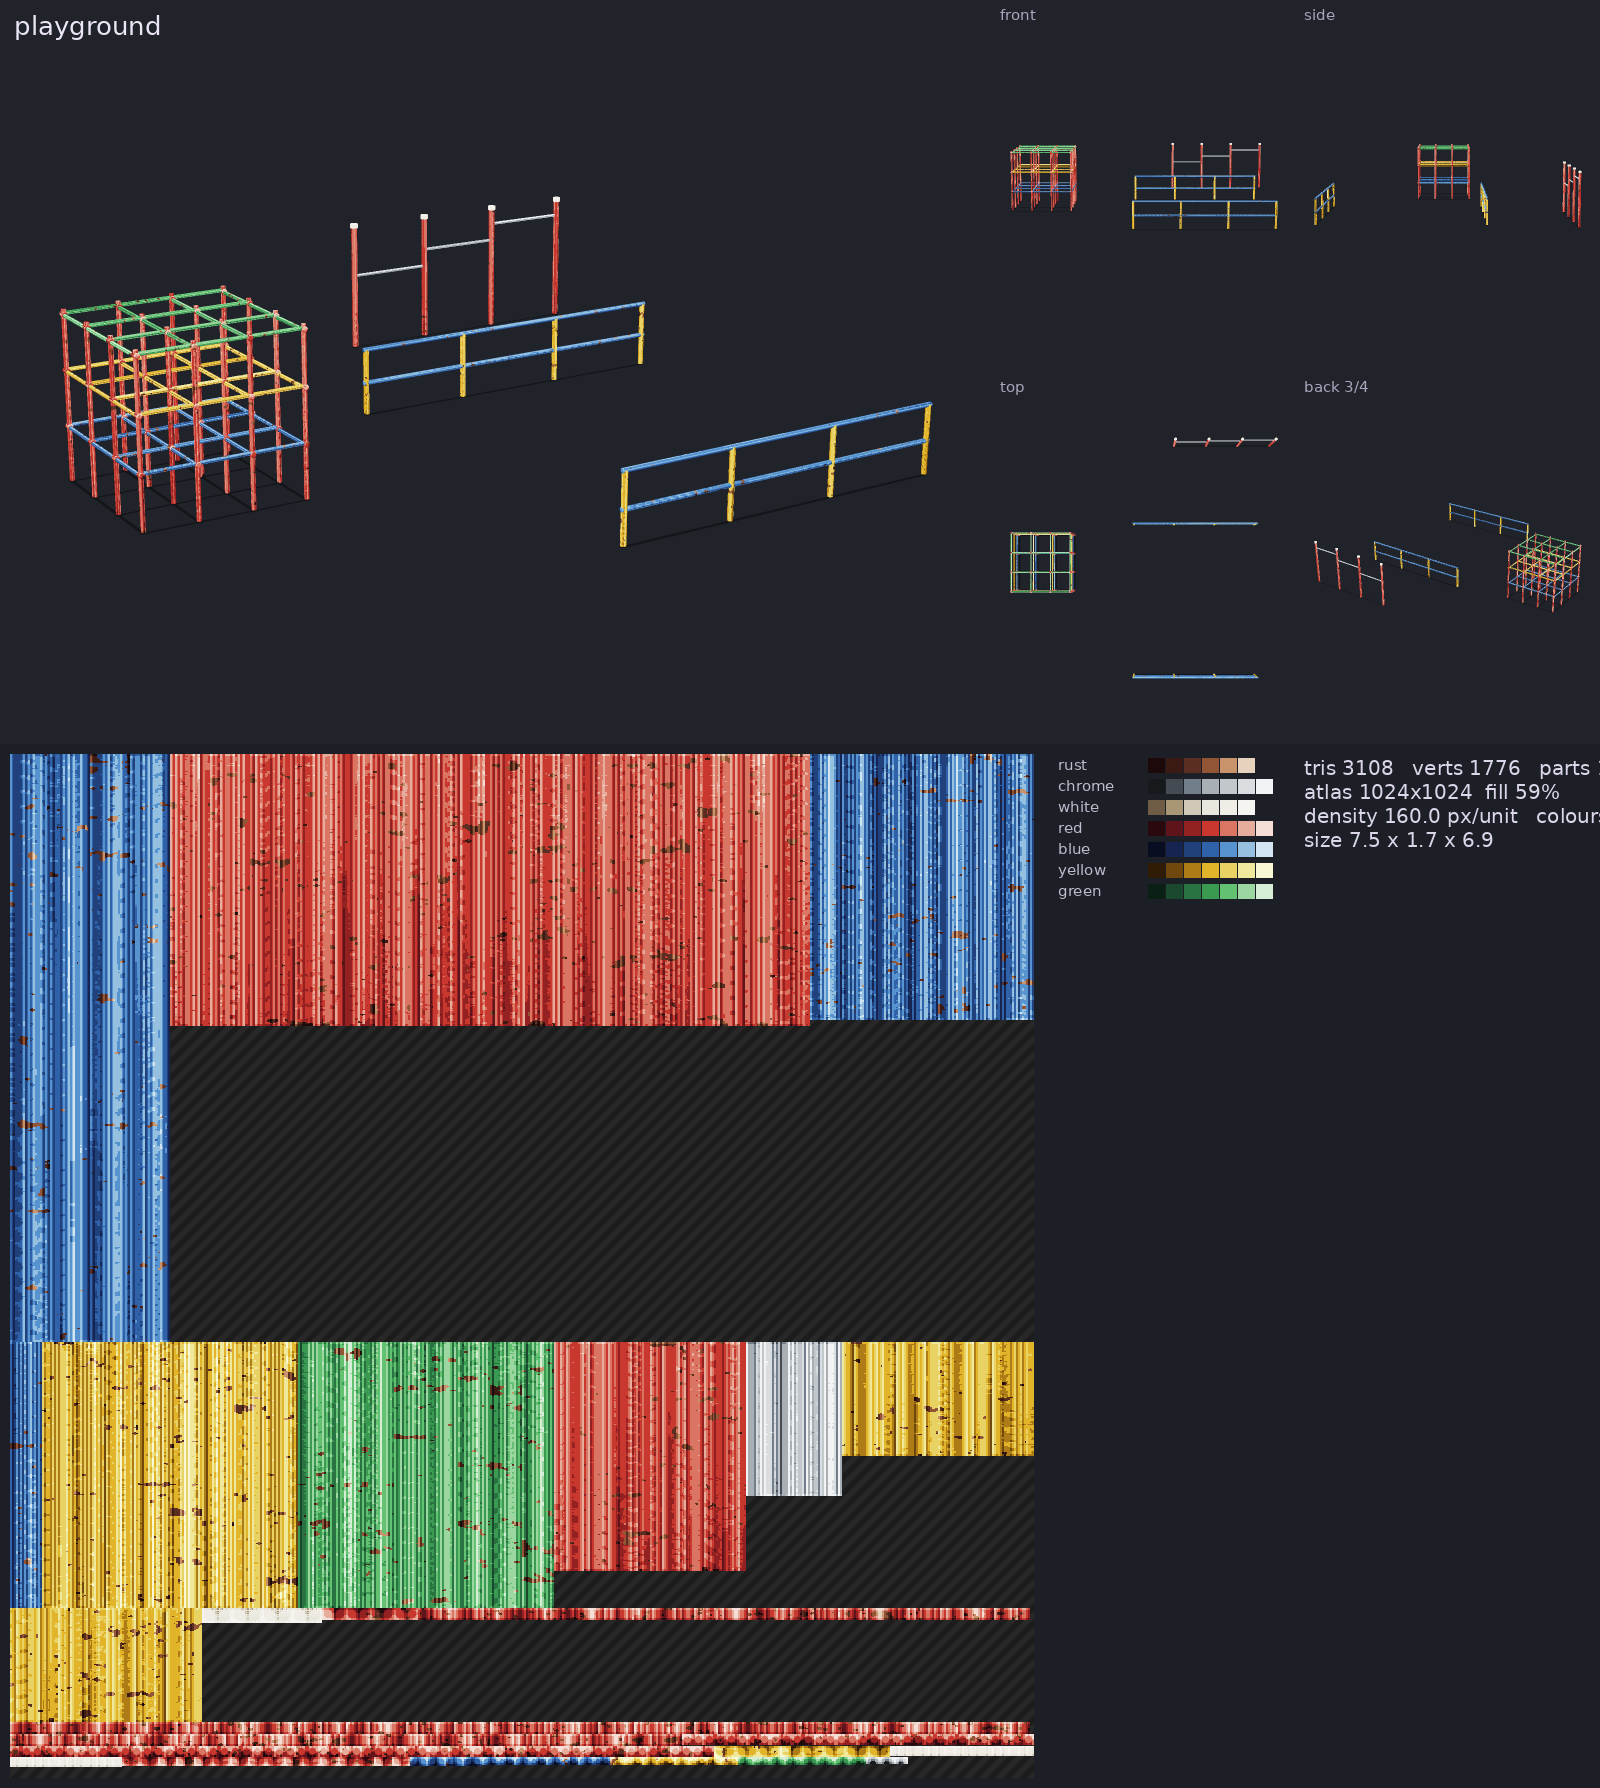 playground
front
side
top
back 3/4
rust
chrome
white
red
blue
yellow
green
tris 3108 verts 1776 parts
atlas 1024x1024 fill 59%
density 160.0 px/unit colours
size 7.5 x 1.7 x 6.9